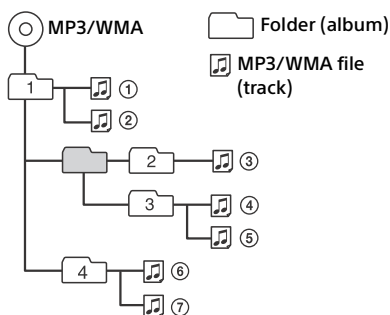 MP3/WMA
Folder (album)
MP3/WMA file
(track)
1
①
②
2
③
3
④
⑤
4
⑥
⑦